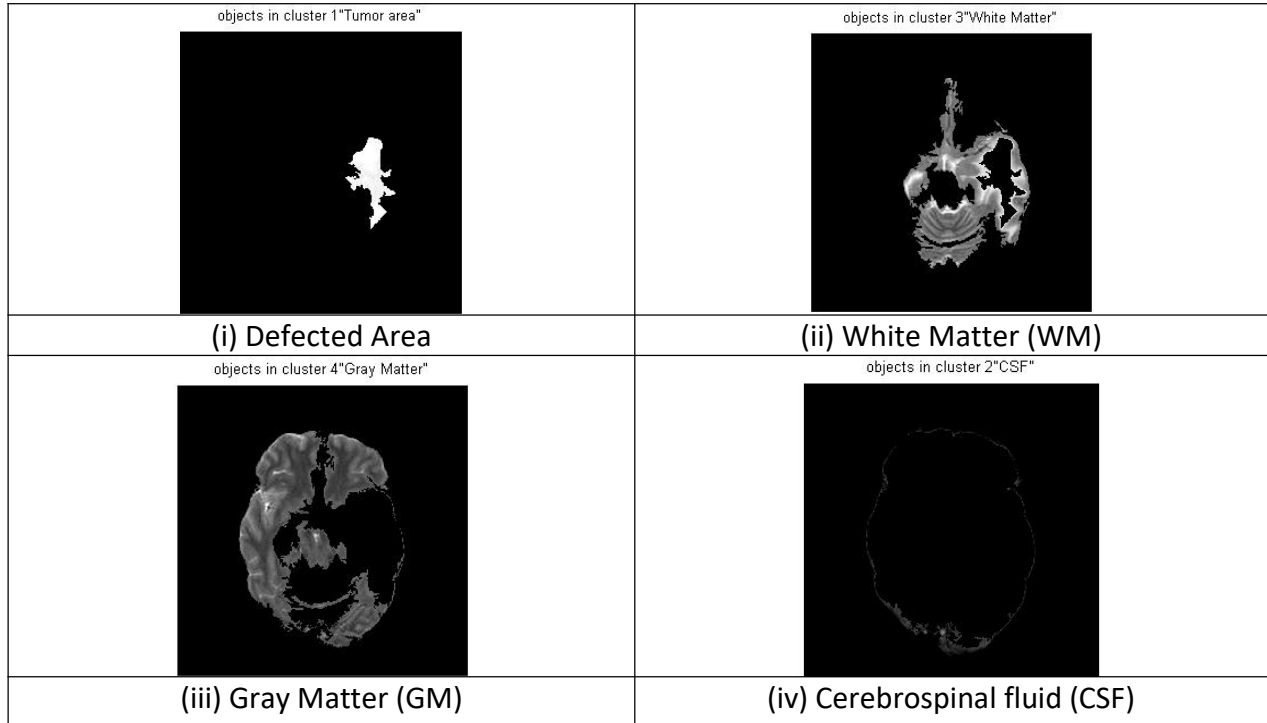 objects in cluster 1"Tumor area"
objects in cluster 3"White Matter"
(i) Defected Area
(ii) White Matter (WM)
objects in cluster 4"Gray Matter"
objects in cluster 2"CSF"
(iii) Gray Matter (GM)
(iv) Cerebrospinal fluid (CSF)